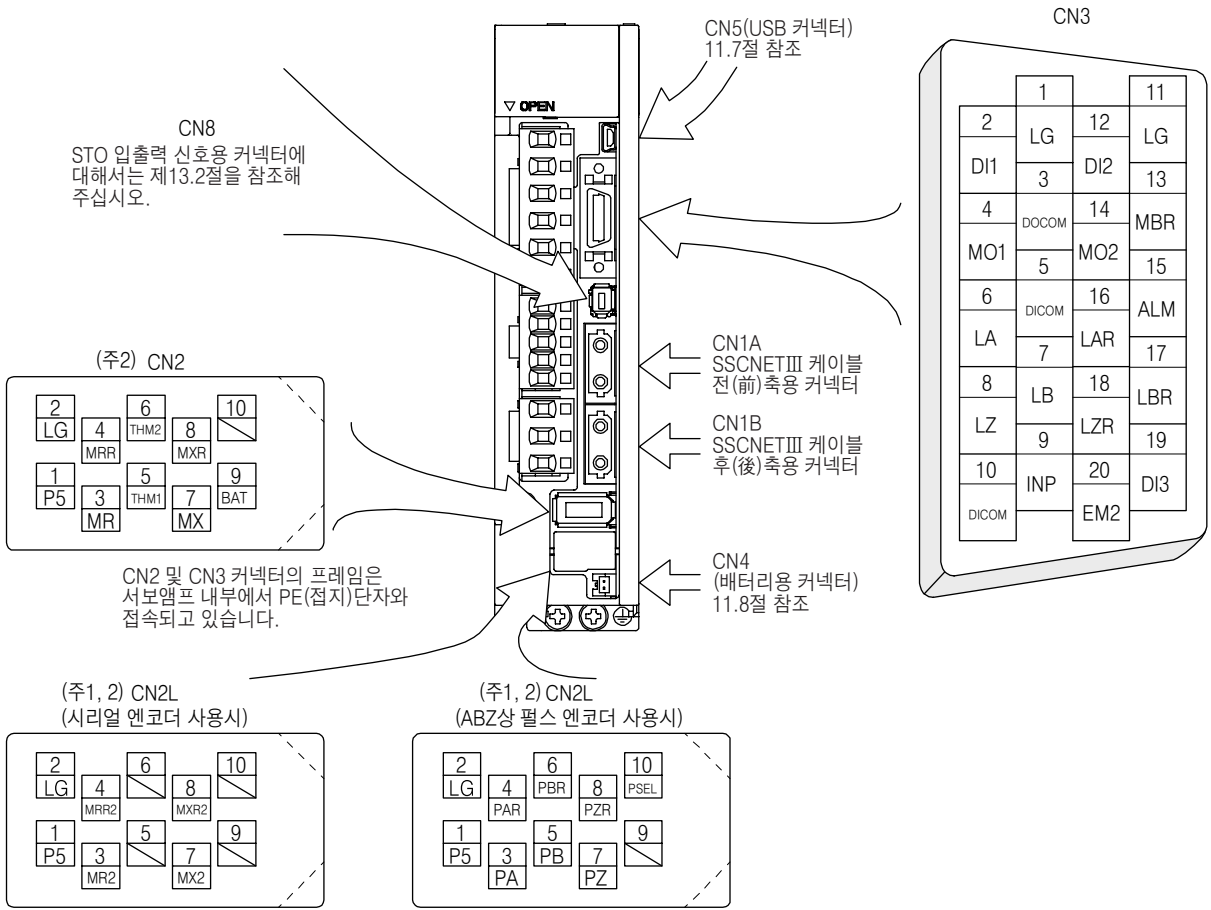 CN5(USB 커넥터)
11.7절 참조
CN3
▽ OPEN
CN8
STO 입출력 신호용 커넥터에
대해서는 제13.2절을 참조해
주십시오.
1 11
2 LG 12 LG
DI1 3 DI2 13
4 DOCOM 14 MBR
MO1 5 MO2 15
6 DICOM 16 ALM
LA 7 LAR 17
8 LB 18 LBR
LZ 9 LZR 19
10 INP 20 DI3
DICOM EM2
CN1A
SSCNETⅢ 케이블
전(前)축용 커넥터
CN1B
SSCNETⅢ 케이블
후(後)축용 커넥터
(주2) CN2
2 6 10
LG 4 THM2 8
MRR MXR
1 5 9
P5 3 THM1 7 BAT
MR MX
CN2 및 CN3 커넥터의 프레임은
서보앰프 내부에서 PE(접지)단자와
접속되고 있습니다.
CN4
(배터리용 커넥터)
11.8절 참조
(주1, 2) CN2L
(시리얼 엔코더 사용시)
2 6 10
LG 4 8
MRR2 MXR2
1 5 9
P5 3 7
MR2 MX2
(주1, 2) CN2L
(ABZ상 펄스 엔코더 사용시)
2 6 10
LG 4 PBR 8 PSEL
PAR PZR
1 5 9
P5 3 PB 7
PA PZ